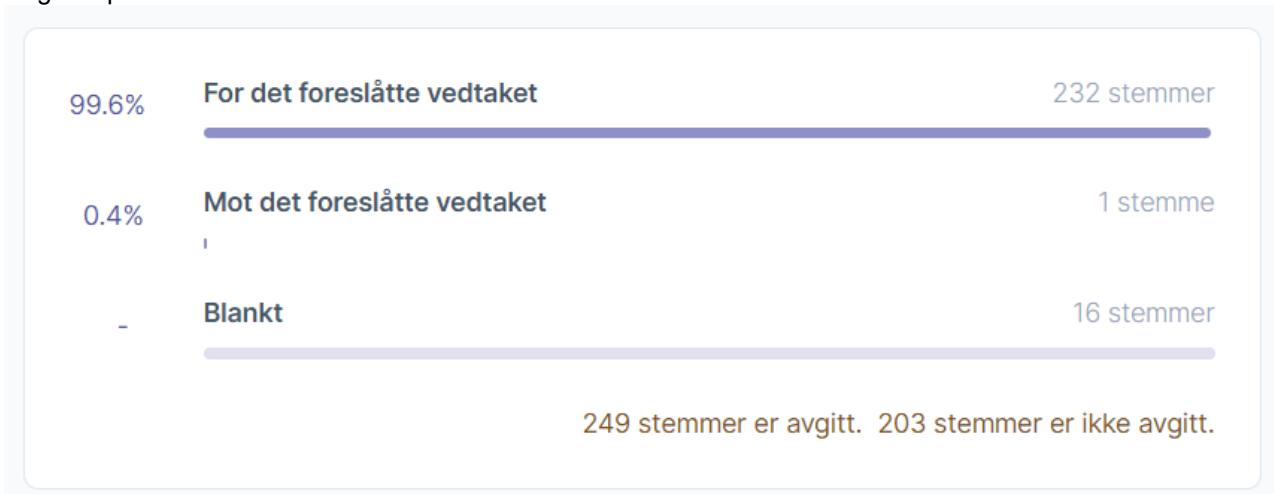 99.6%
For det foreslåtte vedtaket
232 stemmer
0.4%
Mot det foreslåtte vedtaket
1 stemme
-
Blankt
16 stemmer
249 stemmer er avgitt. 203 stemmer er ikke avgitt.